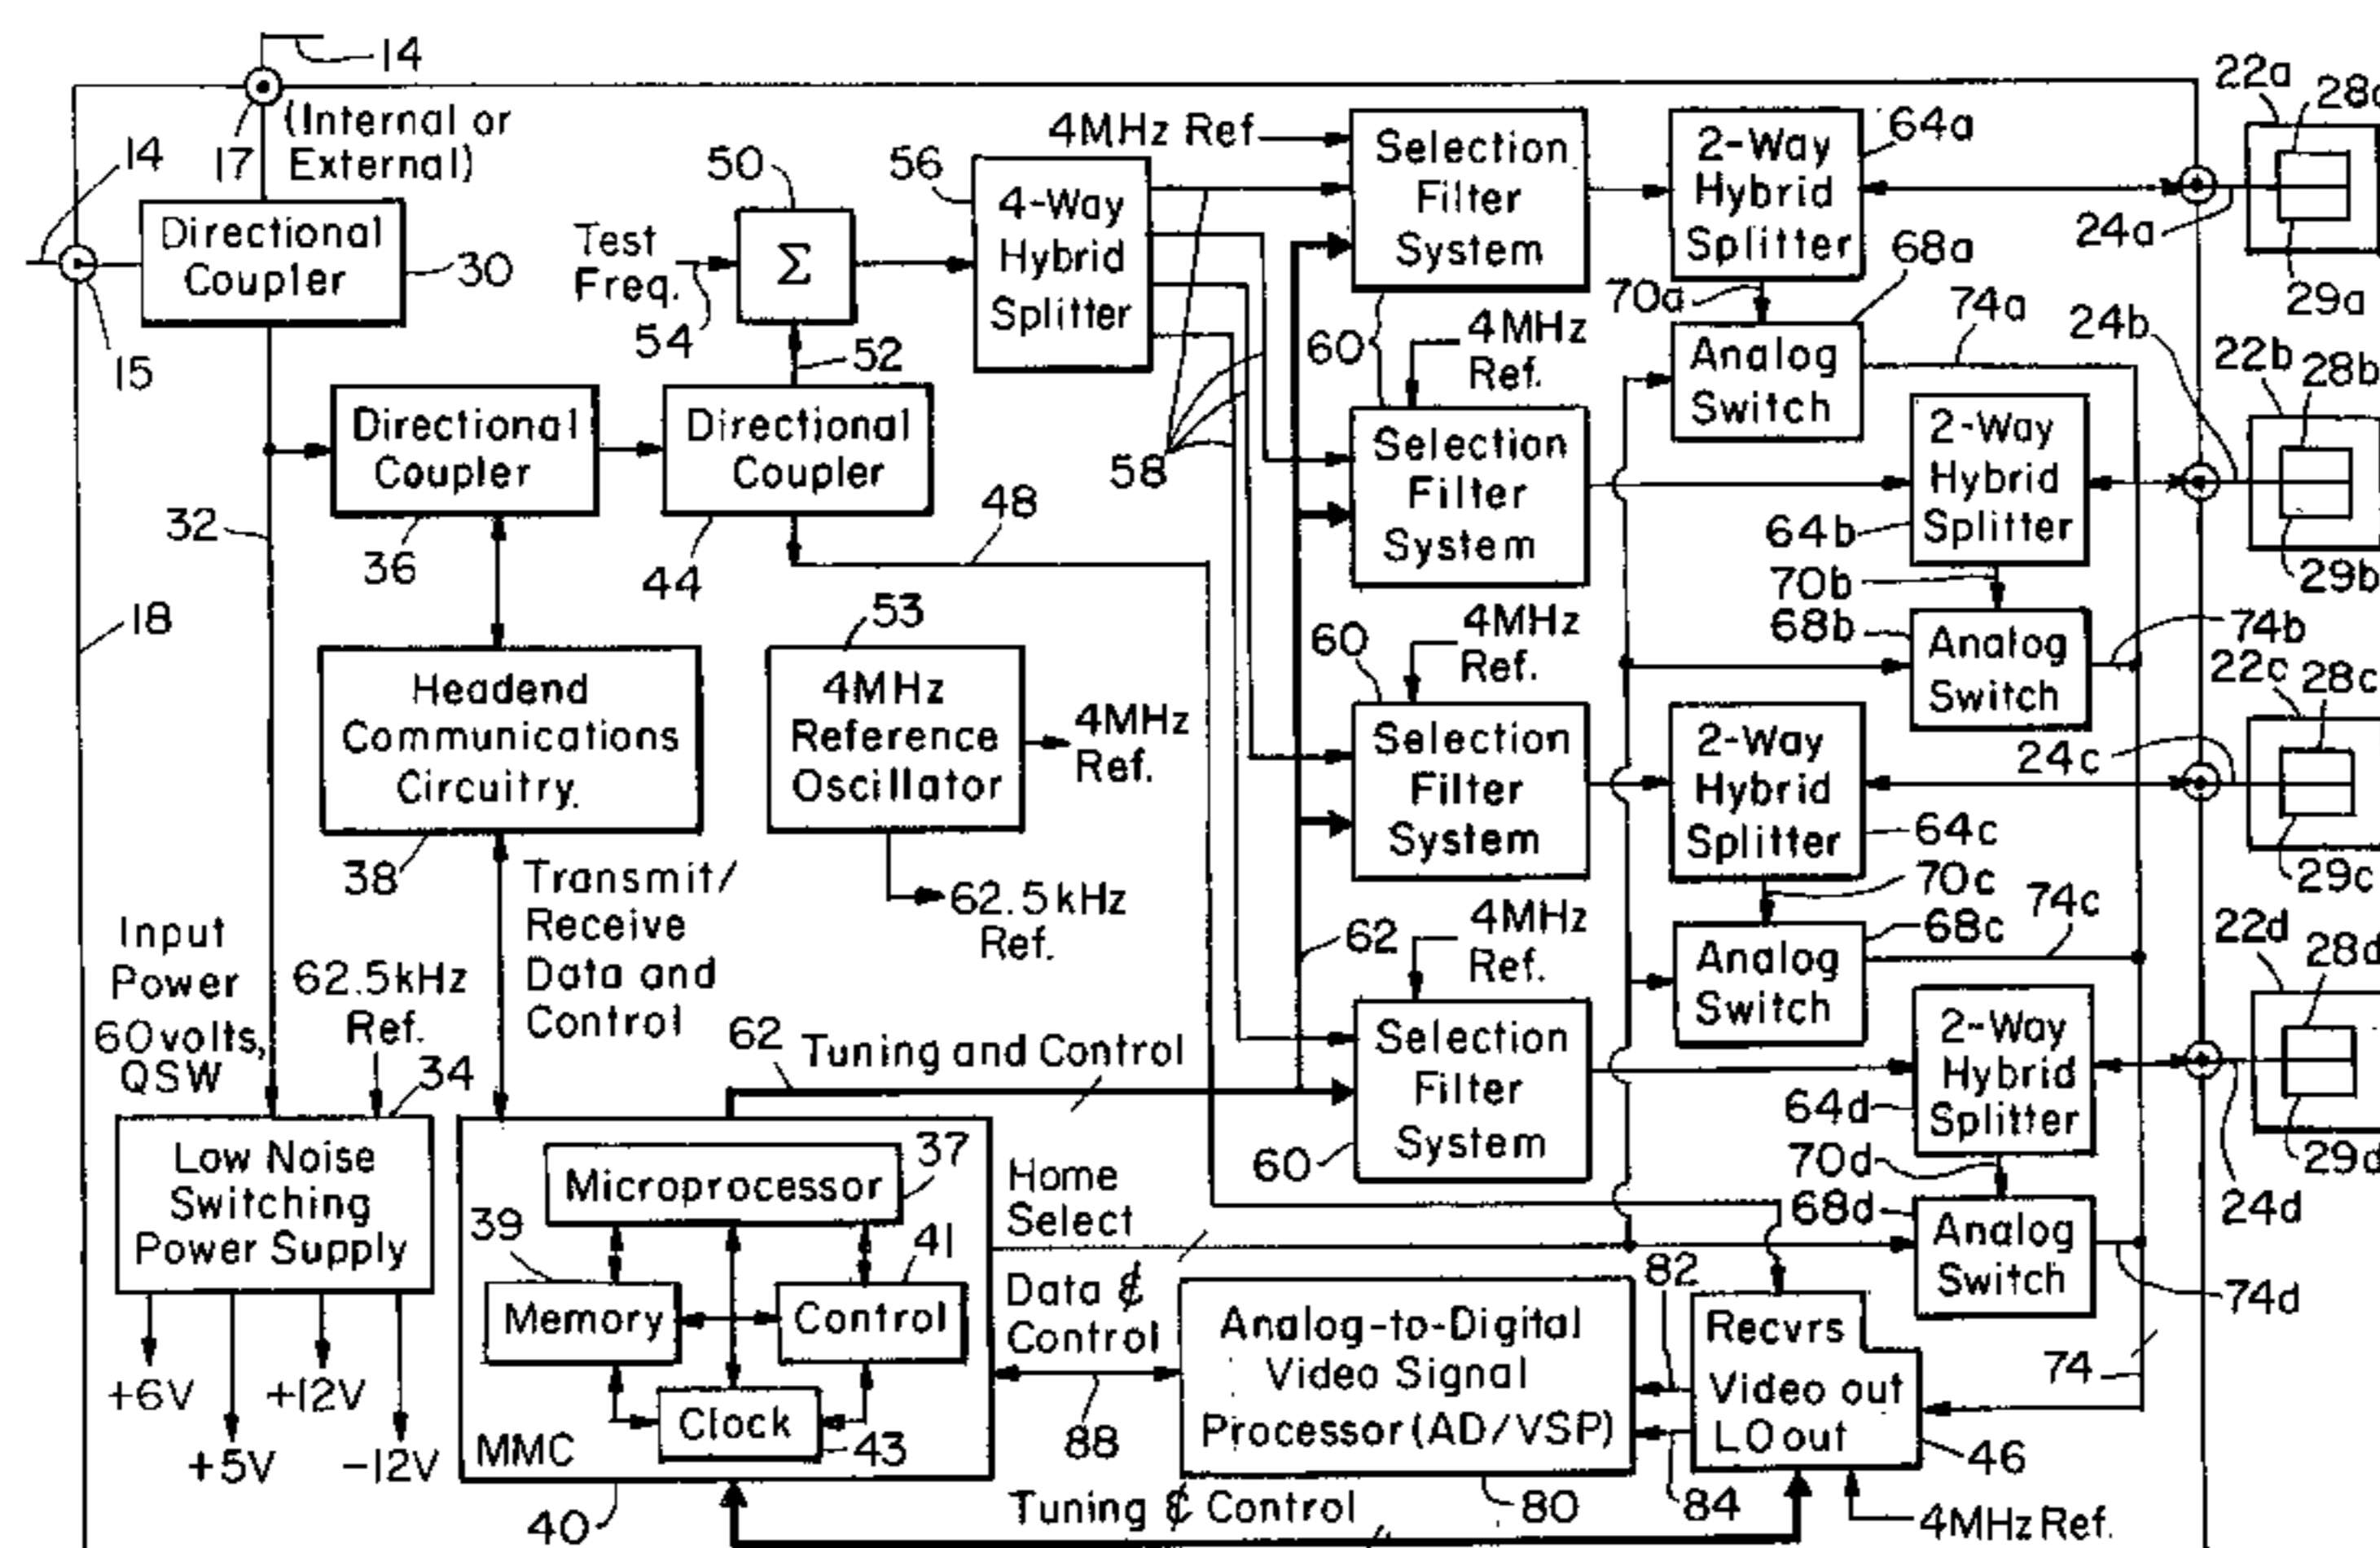 14
(Internal or
External)
17
14
Directional
Coupler
30
15
32
18
Directional
Coupler
36
Directional
Coupler
44
52
48
Test
Freq.
54
50
Σ
56
4-Way
Hybrid
Splitter
58
Headend
Communications
Circuitry.
38
53
4MHz
Reference
Oscillator
4MHz
Ref.
62.5kHz
Ref.
Transmit/
Receive
Data and
Control
Input
Power
60volts,
QSW
62.5kHz
Ref.
34
Low Noise
Switching
Power Supply
+6V
+5V
+12V
-12V
62
Tuning and Control
62
37
Microprocessor
39
Memory
41
Control
Clock
43
MMC
40
Home
Select
Data ¢
Control
88
Tuning ¢ Control
Analog-to-Digital
Video Signal
Processor (AD/VSP)
80
82
84
Recvrs
Video out
LO out
46
4MHz Ref.
74
4MHz Ref
Selection
Filter
System
60
4MHz
Ref.
Selection
Filter
System
60
4MHz
Ref.
Selection
Filter
System
4MHz
Ref.
Selection
Filter
System
60
2-Way
Hybrid
Splitter
64a
70a
68a
Analog
Switch
74a
2-Way
Hybrid
Splitter
64b
70b
68b
Analog
Switch
74b
2-Way
Hybrid
Splitter
64c
70c
68c
Analog
Switch
74c
2-Way
Hybrid
Splitter
64d
70d
68d
Analog
Switch
74d
22a
28a
24a
29a
24b
22b
28b
29b
22c
28c
24c
29c
22d
28d
29d
24d